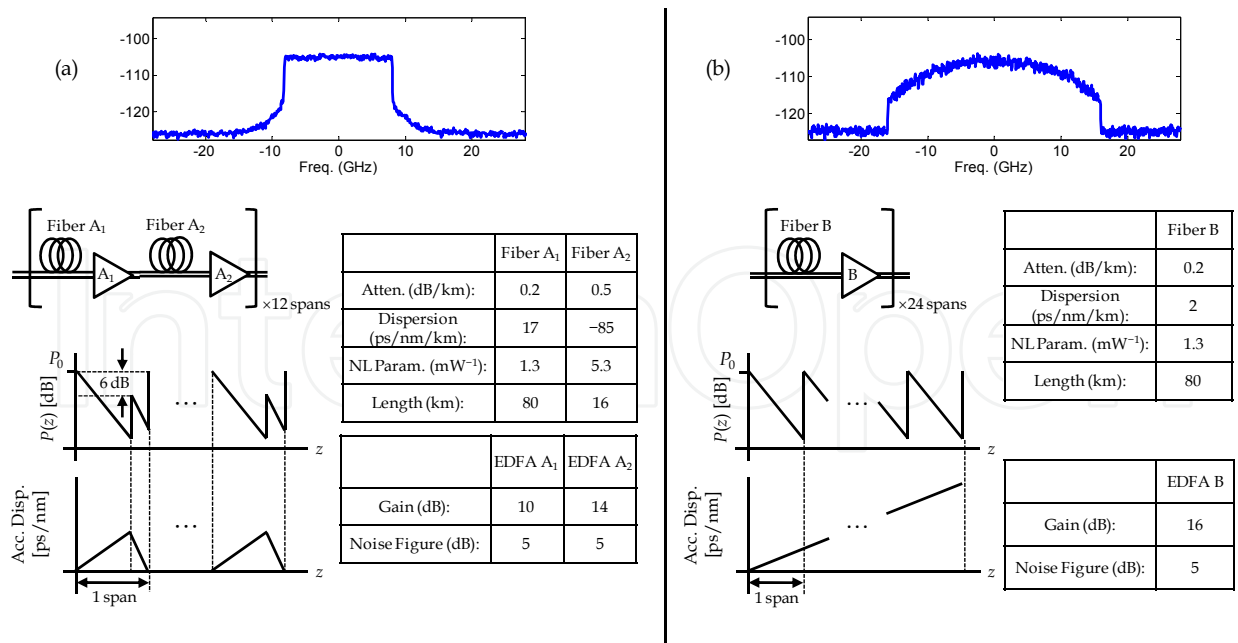 (a)
-100
-110
-120
-20 -10 0 10 20
Freq. (GHz)
Fiber A1 Fiber A2
A1 A2
×12 spans
Fiber A1 Fiber A2
Atten. (dB/km): 0.2 0.5
Dispersion (ps/nm/km): 17 −85
NL Param. (mW−1): 1.3 5.3
Length (km): 80 16
EDFA A1 EDFA A2
Gain (dB): 10 14
Noise Figure (dB): 5 5
P0
6 dB
P(z) [dB]
...
z
Acc. Disp.
[ps/nm]
...
z
1 span
(b)
-100
-110
-120
-20 -10 0 10 20
Freq. (GHz)
Fiber B
B
×24 spans
Fiber B
Atten. (dB/km): 0.2
Dispersion (ps/nm/km): 2
NL Param. (mW−1): 1.3
Length (km): 80
P0
P(z) [dB]
...
z
Acc. Disp.
[ps/nm]
...
z
1 span
EDFA B
Gain (dB): 16
Noise Figure (dB): 5
InTechOpen